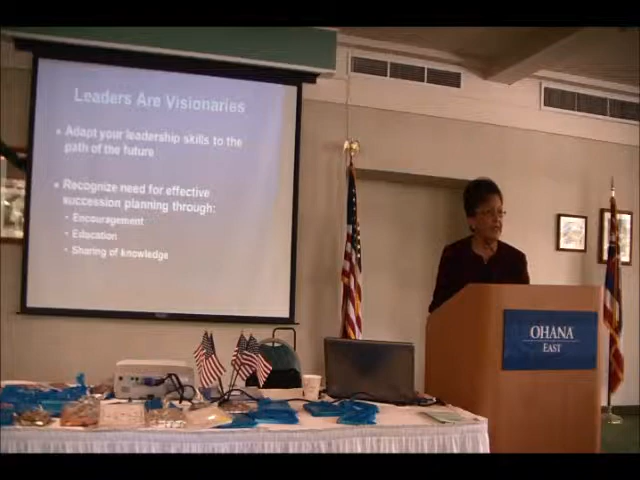 Leaders Are Visionaries
• Adapt your leadership skills to the
path of the future
• Recognize need for effective
succession planning through:
• Encouragement
• Education
• Sharing of knowledge
OHANA
EAST